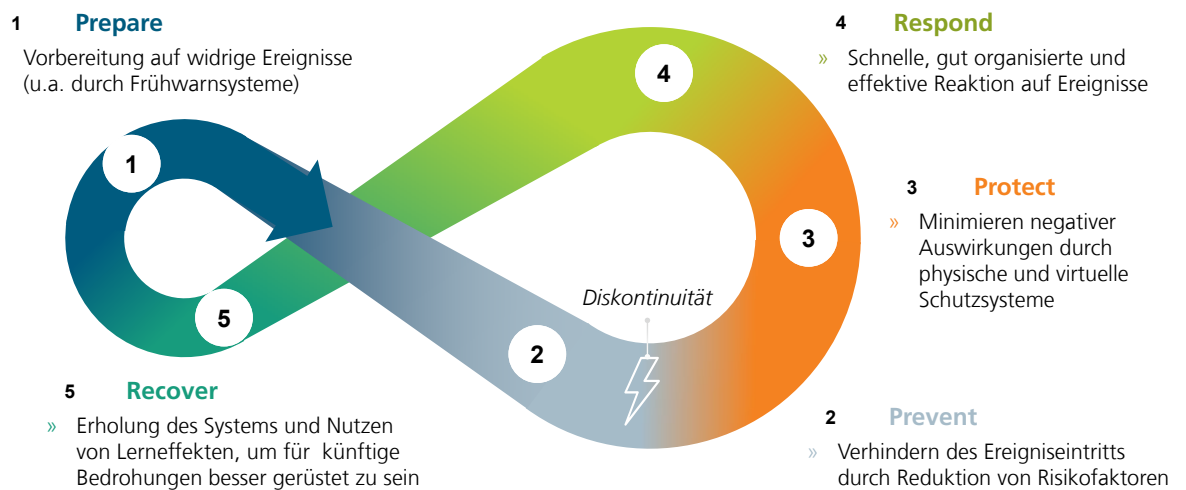 1 Prepare
Vorbereitung auf widrige Ereignisse
(u.a. durch Frühwarnsysteme)
4 Respond
» Schnelle, gut organisierte und
effektive Reaktion auf Ereignisse
4
1
3 Protect
» Minimieren negativer
Auswirkungen durch
physische und virtuelle
Schutzsysteme
3
Diskontinuität
5
2
5 Recover
» Erholung des Systems und Nutzen
von Lerneffekten, um für künftige
Bedrohungen besser gerüstet zu sein
2 Prevent
» Verhindern des Ereigniseintritts
durch Reduktion von Risikofaktoren